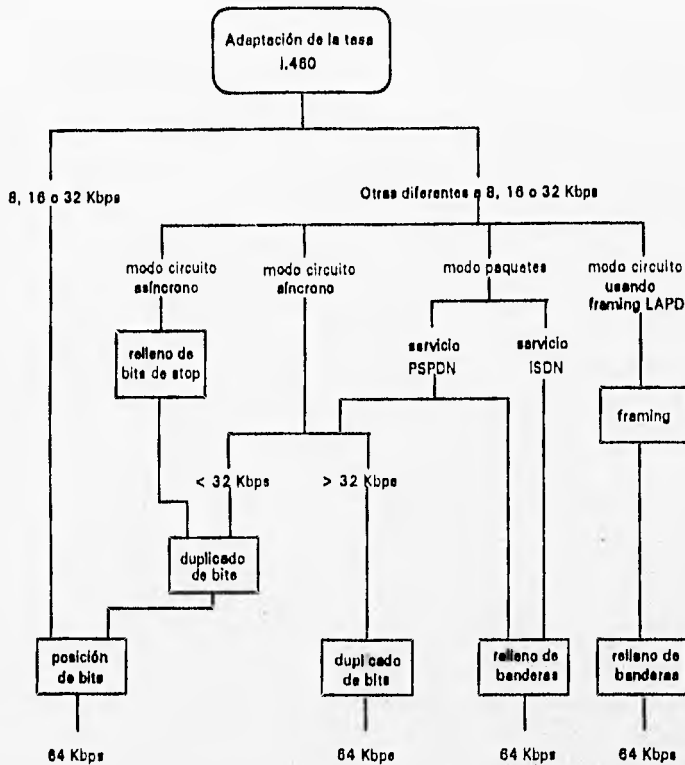 Adaptación de la tasa
I.460
8, 16 o 32 Kbps
Otras diferentes a 8, 16 o 32 Kbps
modo circuito
asíncrono
modo circuito
síncrono
modo paquetes
modo circuito
usando
framing LAPD
relleno de
bits de stop
servicio
PSPDN
servicio
ISDN
framing
< 32 Kbps
> 32 Kbps
duplicado
de bits
posición
de bits
duplicado
de bits
relleno de
banderas
relleno de
banderas
64 Kbps
64 Kbps
64 Kbps
64 Kbps